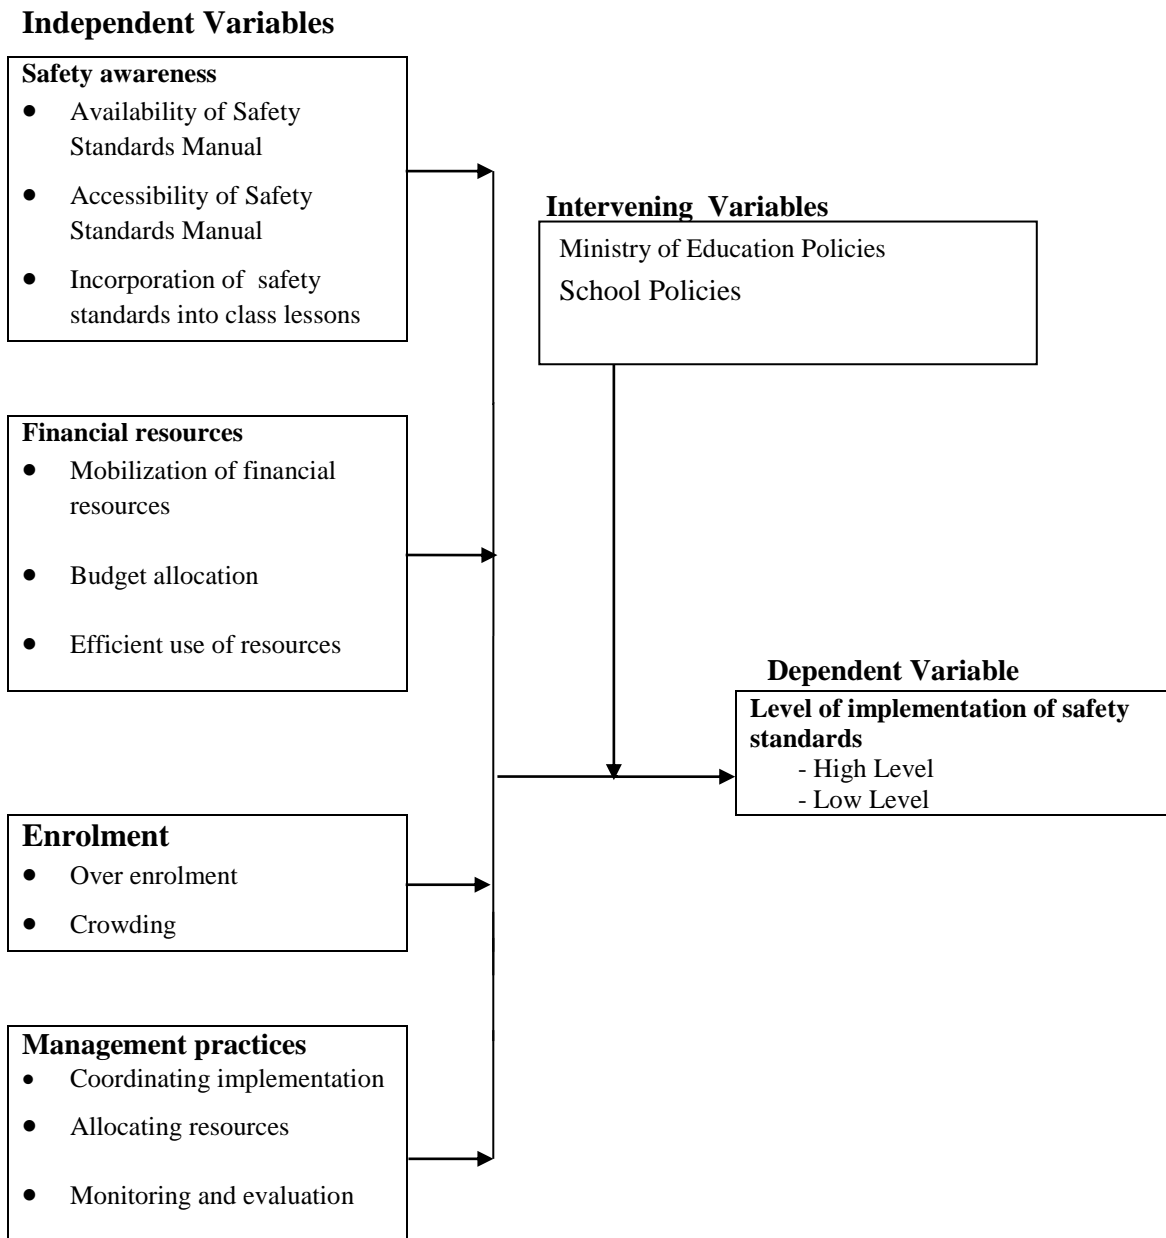 Independent Variables
Safety awareness
● Availability of Safety
Standards Manual
● Accessibility of Safety
Standards Manual
● Incorporation of safety
standards into class lessons
Intervening Variables
Ministry of Education Policies
School Policies
Financial resources
● Mobilization of financial
resources
● Budget allocation
● Efficient use of resources
Dependent Variable
Level of implementation of safety
standards
- High Level
- Low Level
Enrolment
● Over enrolment
● Crowding
Management practices
● Coordinating implementation
● Allocating resources
● Monitoring and evaluation